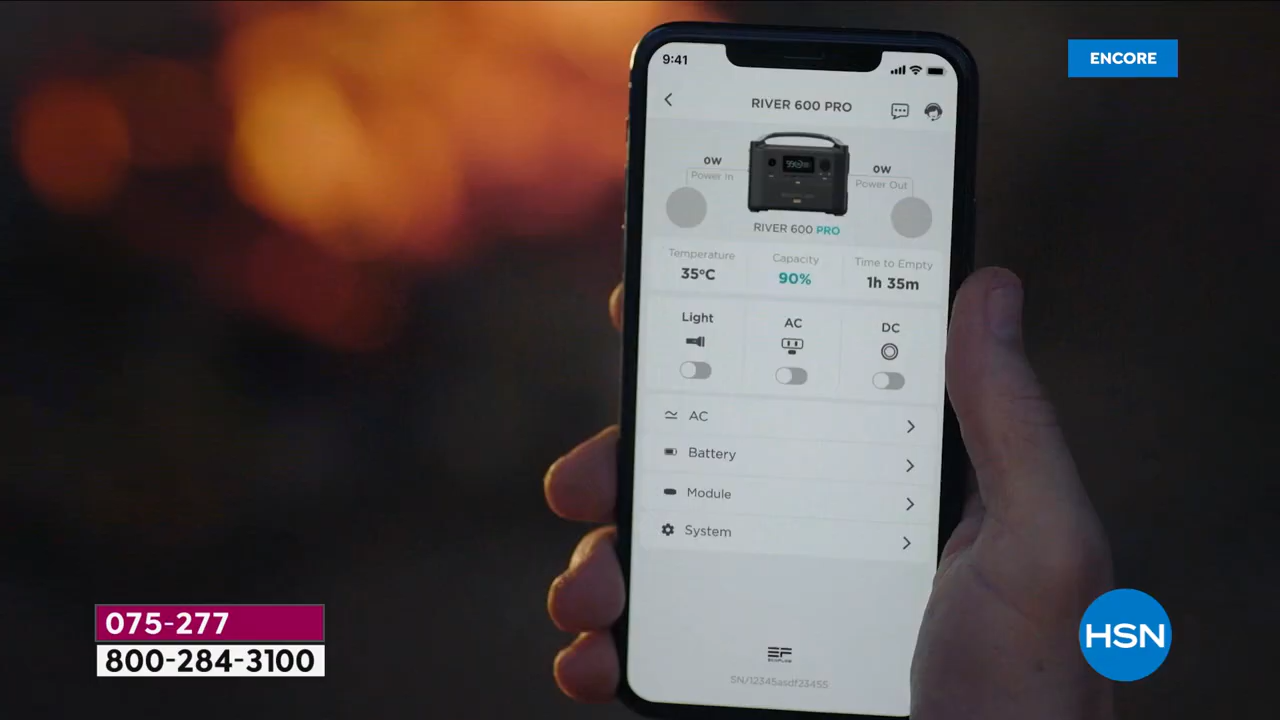 ENCORE
9:41
RIVER 600 PRO
0W
Power In
0W
Power Out
RIVER 600 PRO
Temperature
35°C
Capacity
90%
Time to Empty
1h 35m
Light
AC
DC
AC
Battery
Module
System
EF
ECOFLOW
SN/12345asdf23455
075-277
800-284-3100
HSN